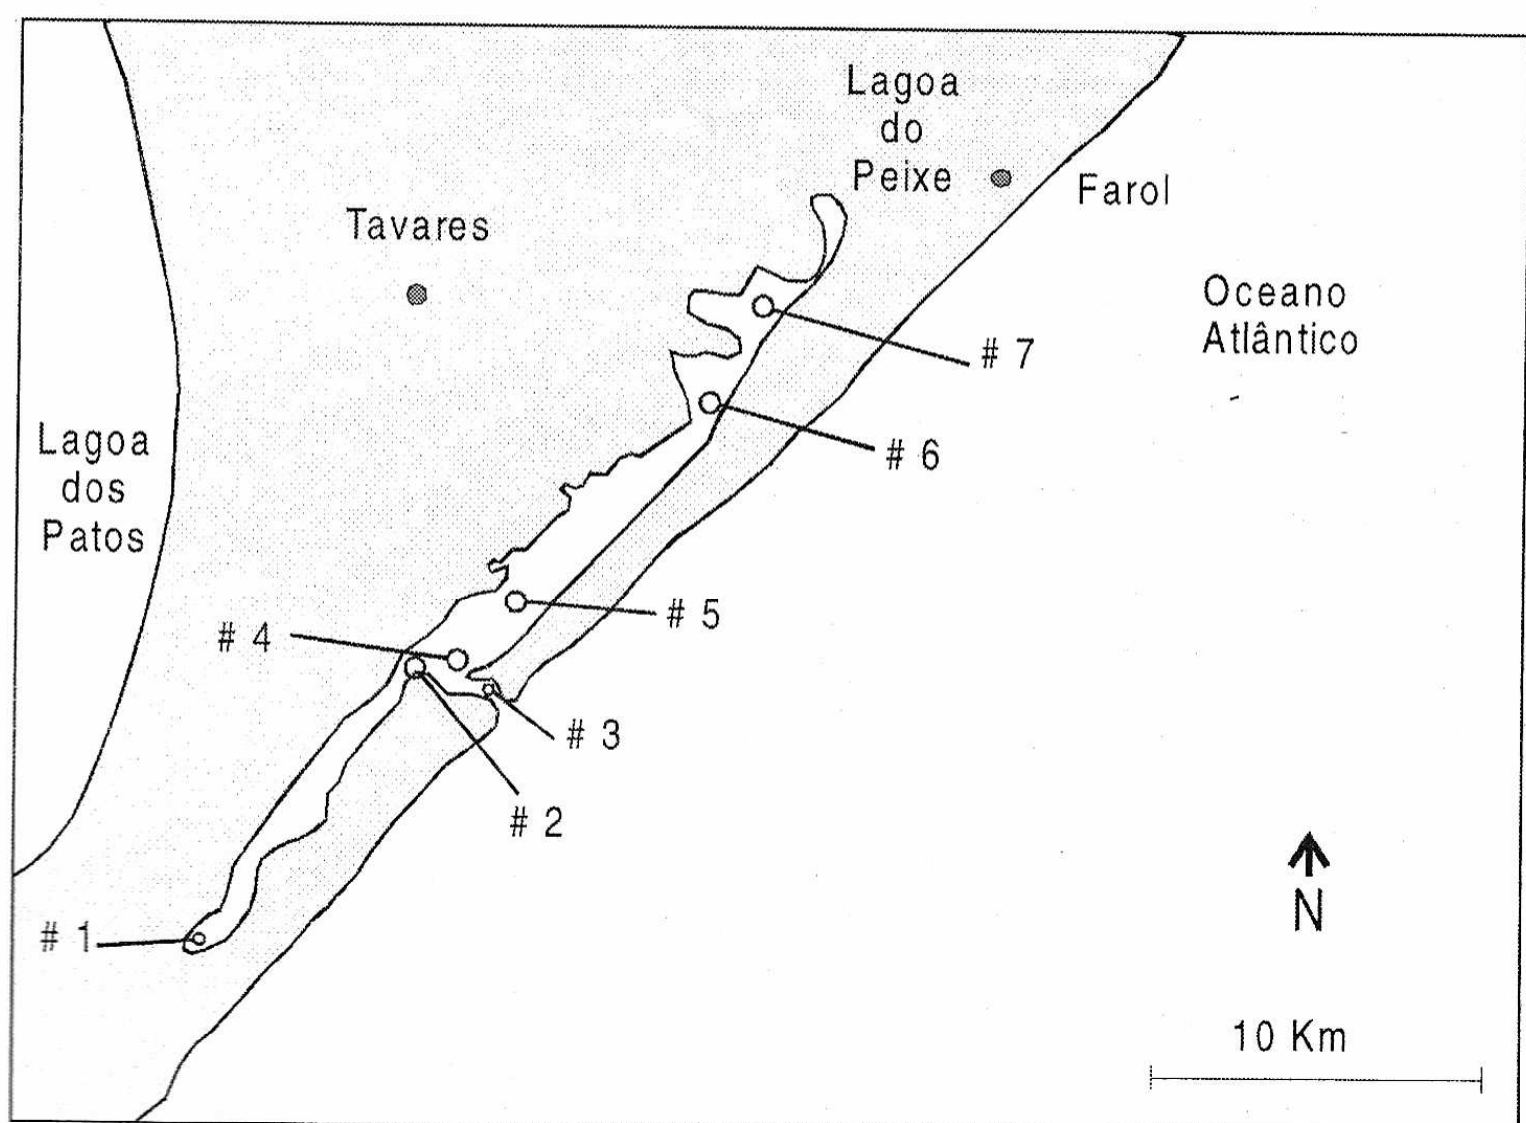 Lagoa
do
Peixe
Farol
Tavares
Oceano
Atlântico
# 7
# 6
Lagoa
dos
Patos
# 5
# 4
# 3
# 2
# 1
N
10 Km